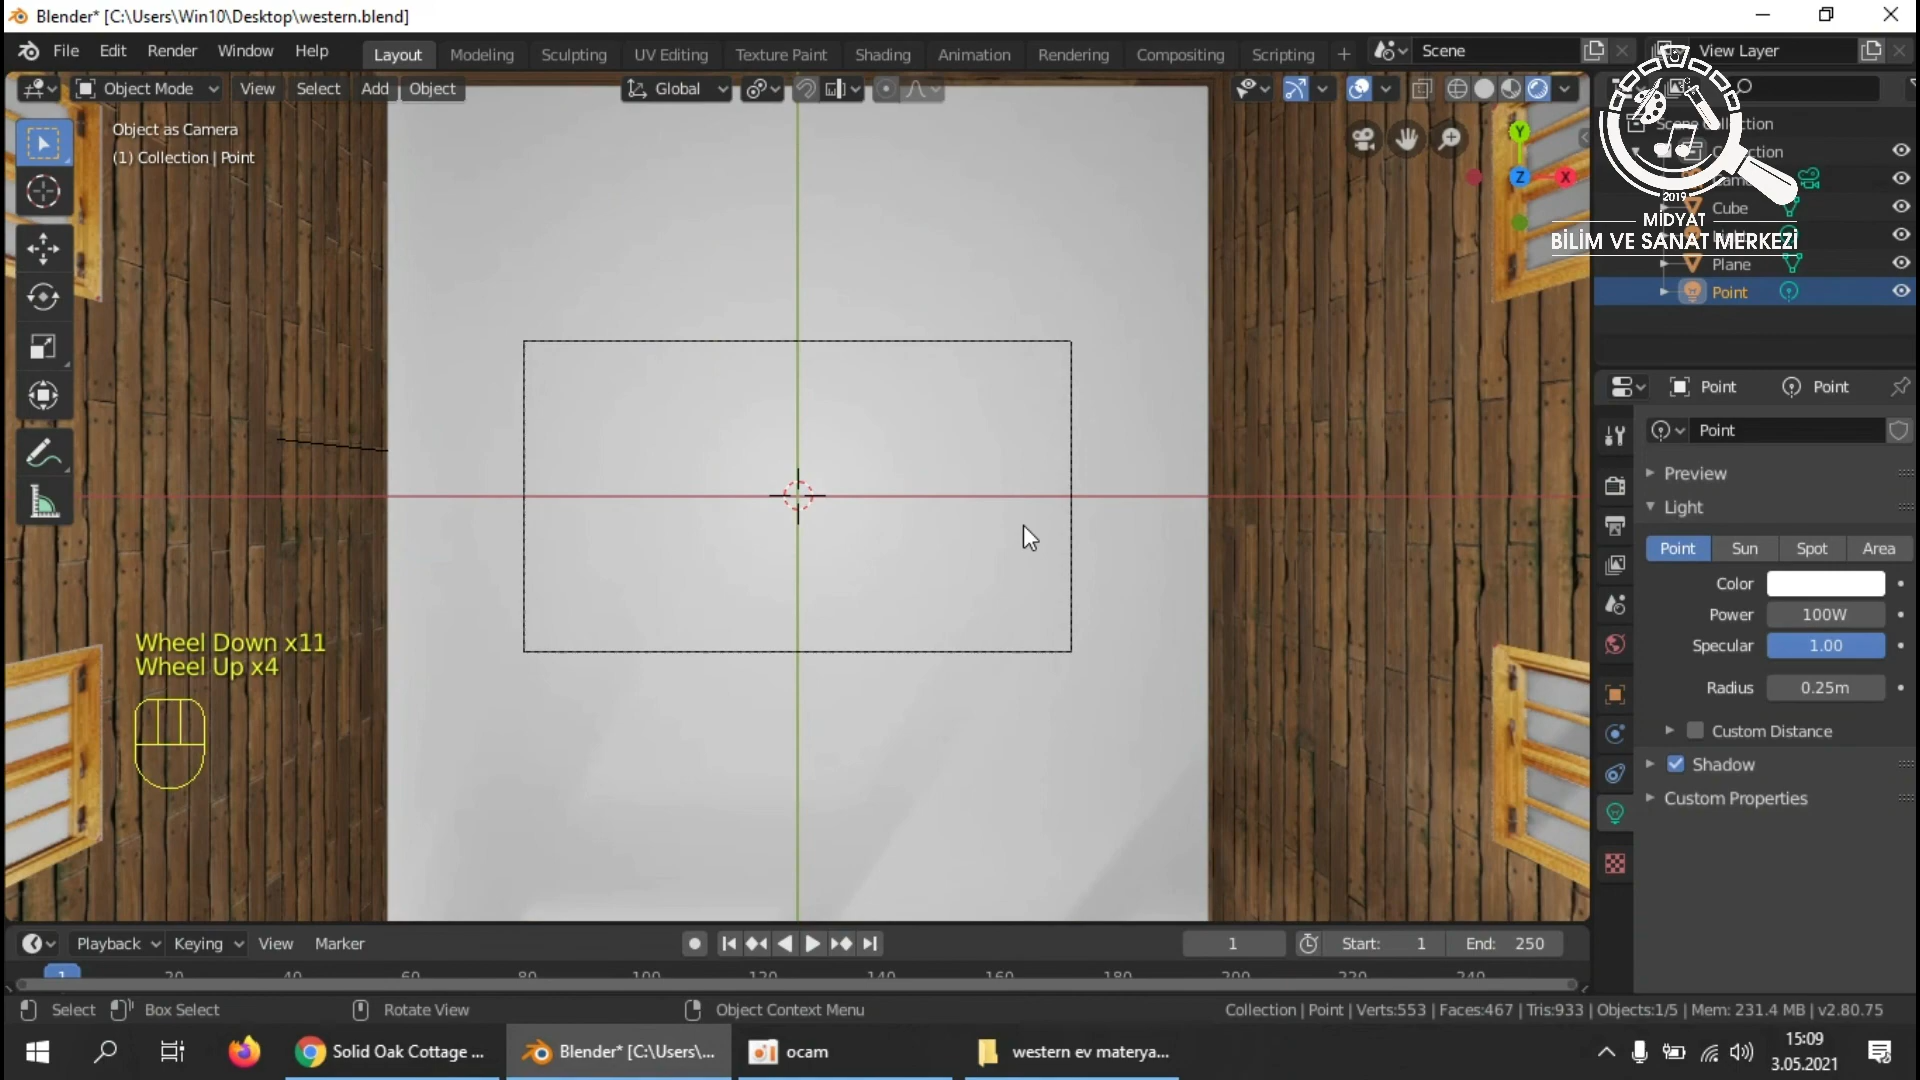 Blender* [C:\Users\Win10\Desktop\western.blend]
File Edit Render Window Help
Layout Modeling Sculpting UV Editing Texture Paint Shading Animation Rendering Compositing Scripting +
Scene
View Layer
Object Mode View Select Add Object
Global
Object as Camera
(1) Collection | Point
Y
Z
X
Scene Collection
Collection
Camera
Cube
Light
Plane
Point
2019
MİDYAT
BİLİM VE SANAT MERKEZİ
Point Point
Point
Preview
Light
Point Sun Spot Area
Color
Power 100W
Specular 1.00
Radius 0.25m
Custom Distance
Shadow
Custom Properties
Wheel Down x11
Wheel Up x4
Playback Keying View Marker
1
Start: 1
End: 250
1 20 40 60 80 100 120 140 160 180 200 220 240
Select Box Select Rotate View Object Context Menu
Collection | Point | Verts:553 | Faces:467 | Tris:933 | Objects:1/5 | Mem: 231.4 MB | v2.80.75
Solid Oak Cottage ...
Blender* [C:\Users\...
ocam
western ev materya...
15:09
3.05.2021